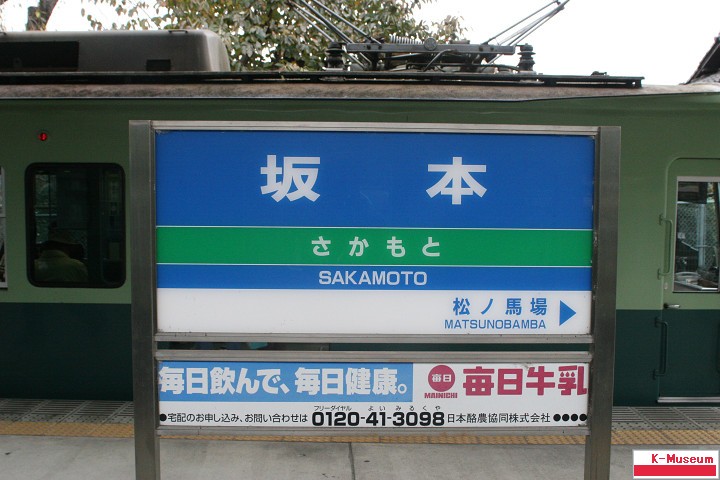 坂本
さかもと
SAKAMOTO
松ノ馬場
MATSUNOBAMBA
毎日飲んで、毎日健康。
毎日
MAINICHI
毎日牛乳
フリーダイヤル よいみるくや
●宅配のお申し込み、お問い合わせは 0120-41-3098 日本酪農協同株式会社 ●●●●
K-Museum